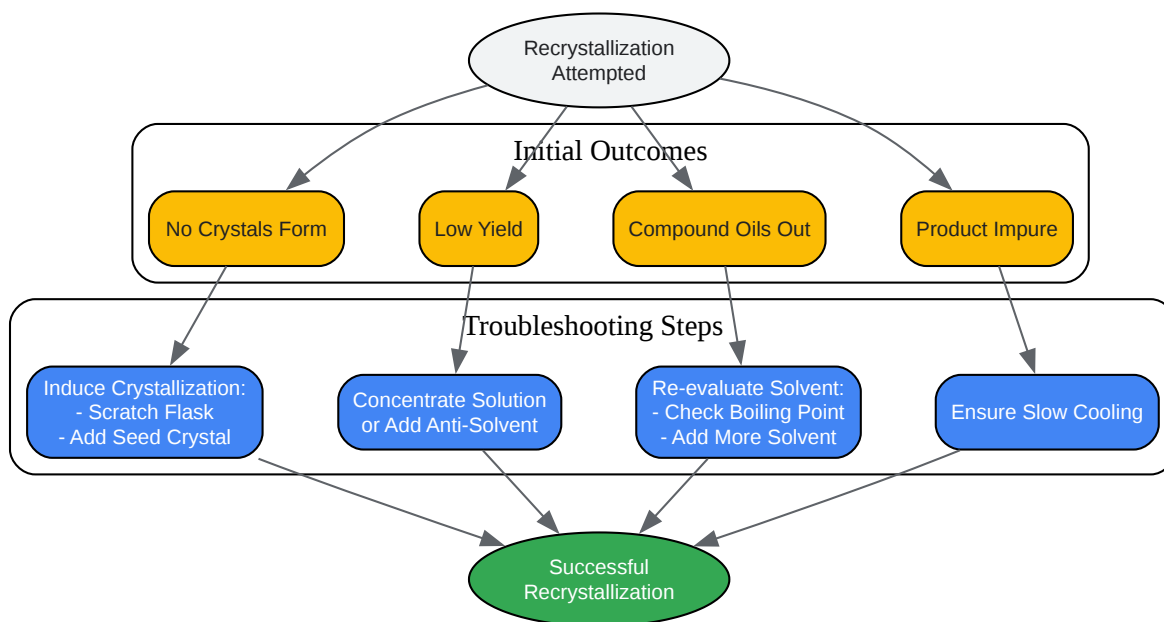 Recrystallization
Attempted
Initial Outcomes
No Crystals Form
Low Yield
Compound Oils Out
Product Impure
Troubleshooting Steps
Induce Crystallization:
- Scratch Flask
- Add Seed Crystal
Concentrate Solution
or Add Anti-Solvent
Re-evaluate Solvent:
- Check Boiling Point
- Add More Solvent
Ensure Slow Cooling
Successful
Recrystallization